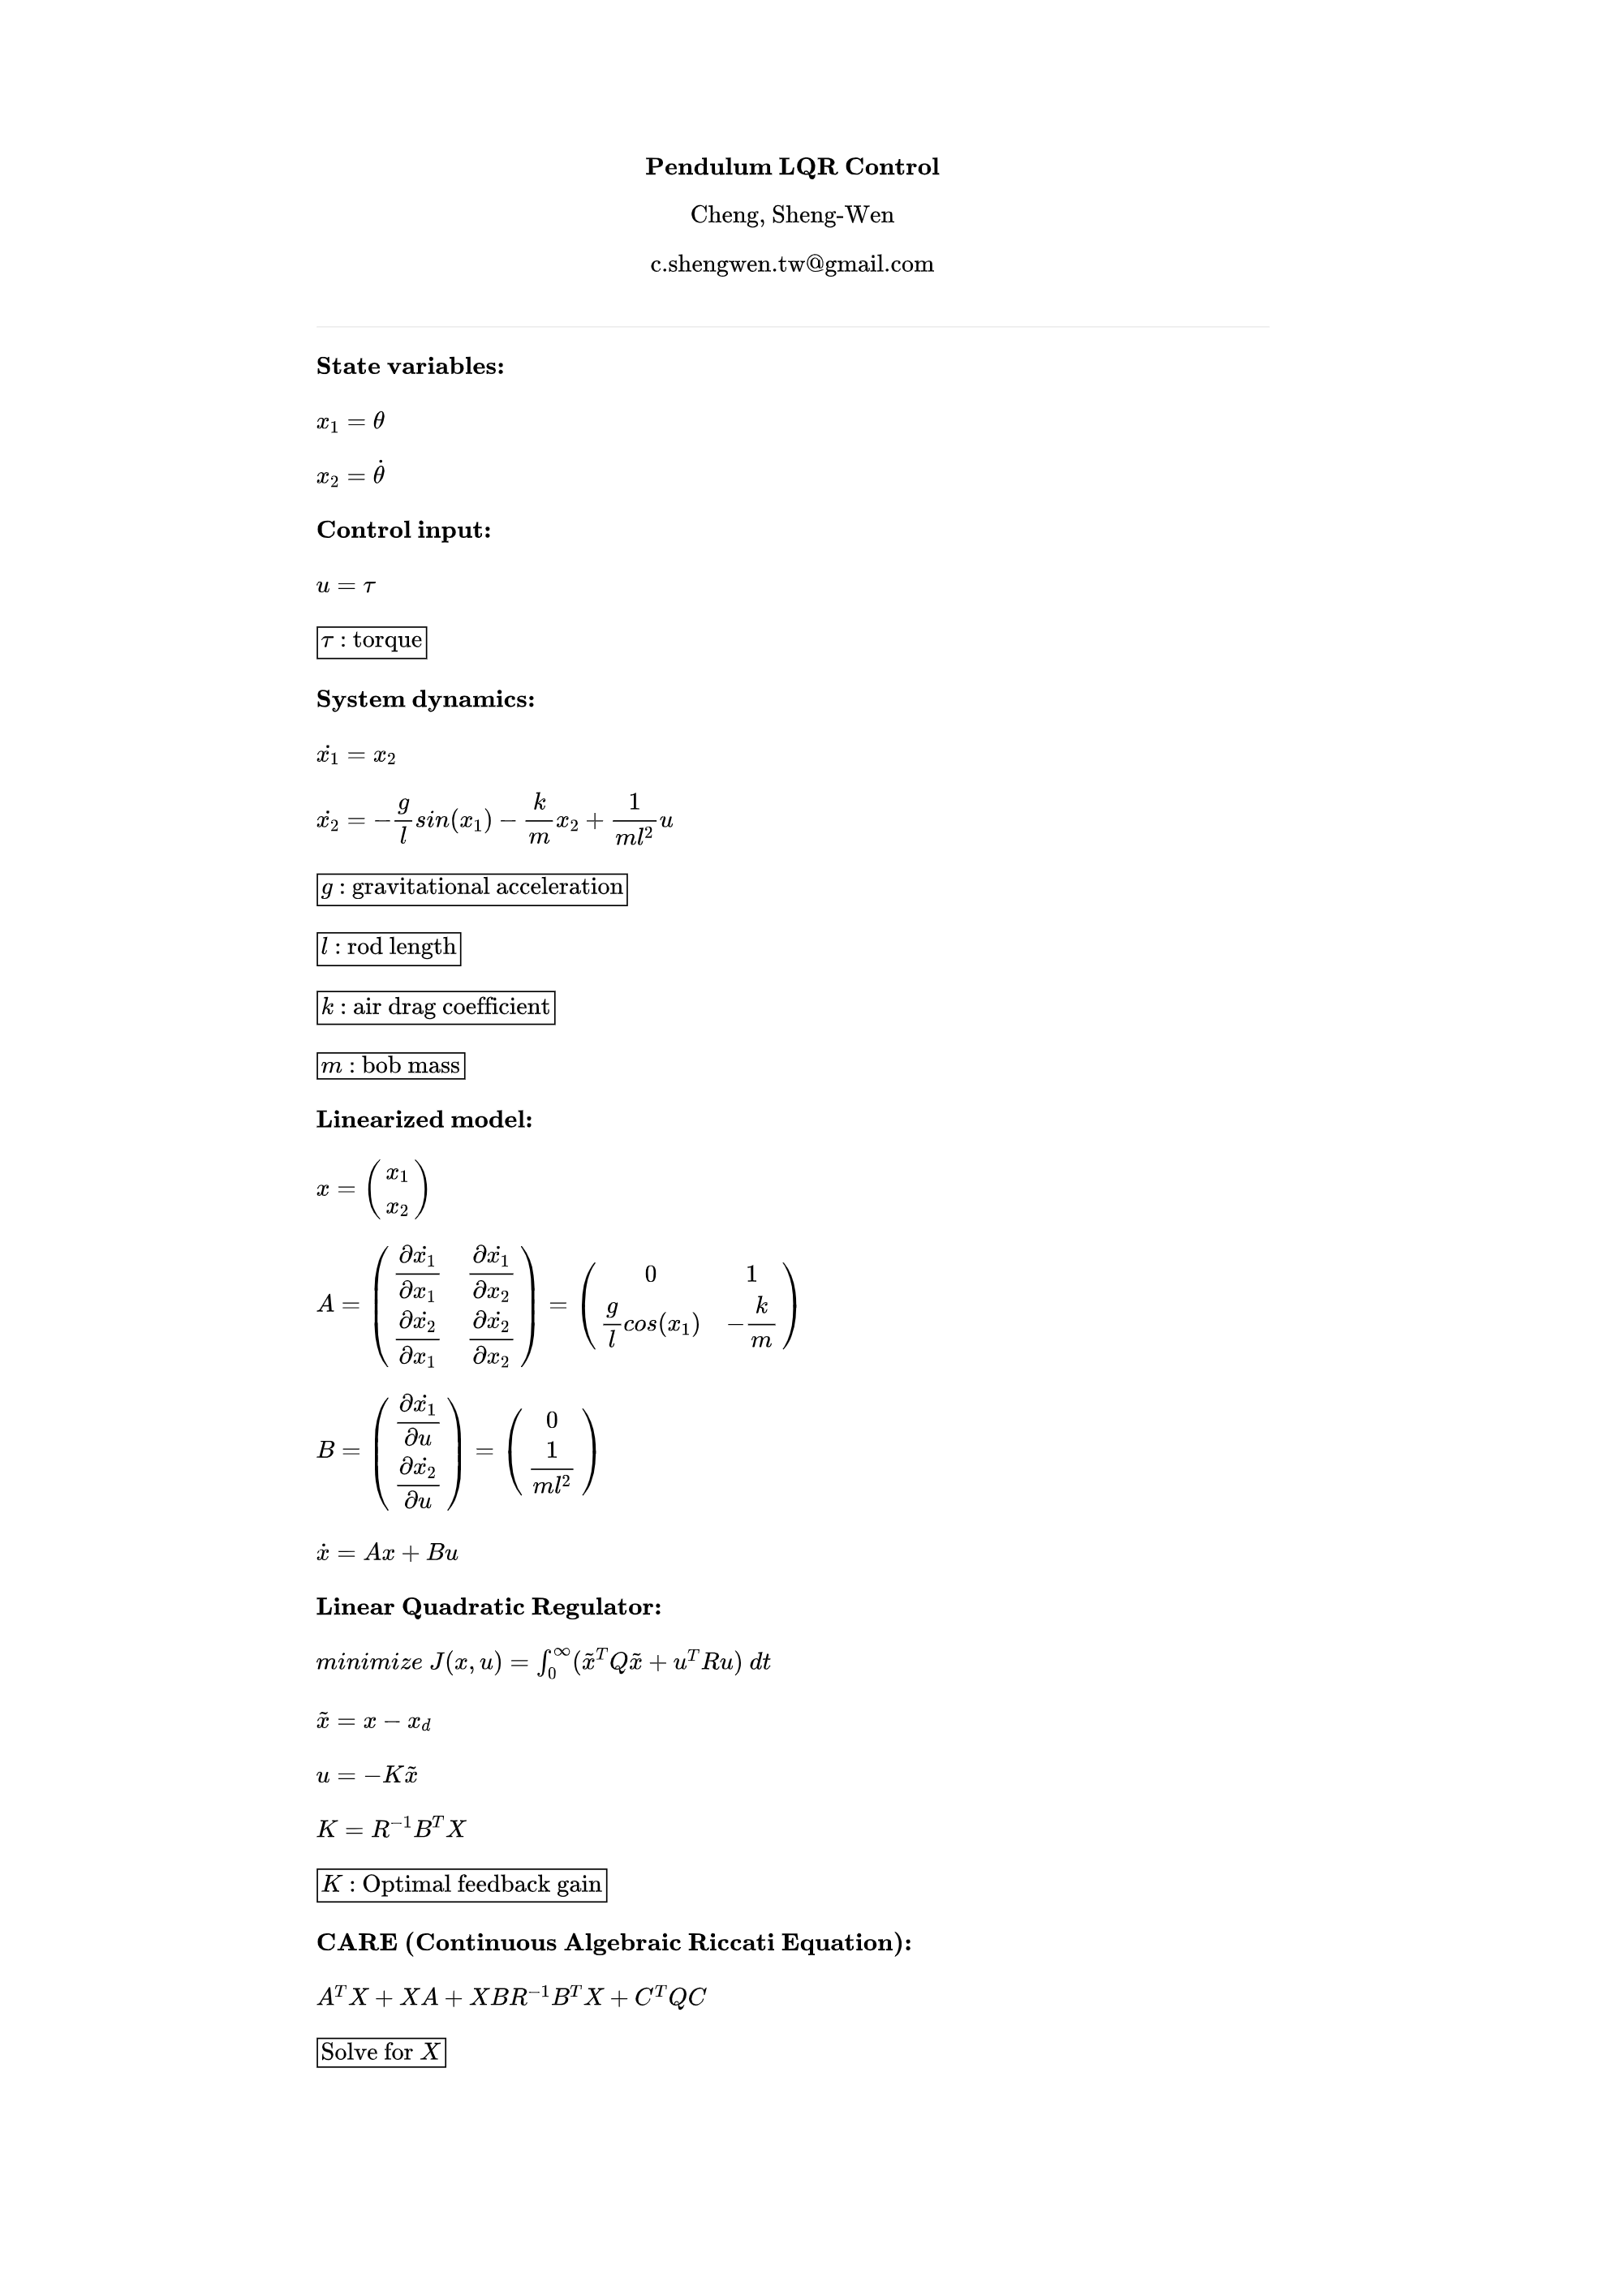 Pendulum LQR Control
Cheng, Sheng-Wen
c.shengwen.tw@gmail.com
State variables:
$x_1 = \theta$
$x_2 = \dot{\theta}$
Control input:
$u = \tau$
$\tau$ : torque
System dynamics:
$\dot{x_1} = x_2$
$\dot{x_2} = -\frac{g}{l} sin(x_1) - \frac{k}{m} x_2 + \frac{1}{ml^2} u$
$g$ : gravitational acceleration
$l$ : rod length
$k$ : air drag coefficient
$m$ : bob mass
Linearized model:
$x = \begin{pmatrix} x_1 \\ x_2 \end{pmatrix}$
$A = \begin{pmatrix} \frac{\partial \dot{x_1}}{\partial x_1} & \frac{\partial \dot{x_1}}{\partial x_2} \\ \frac{\partial \dot{x_2}}{\partial x_1} & \frac{\partial \dot{x_2}}{\partial x_2} \end{pmatrix} = \begin{pmatrix} 0 & 1 \\ \frac{g}{l} cos(x_1) & -\frac{k}{m} \end{pmatrix}$
$B = \begin{pmatrix} \frac{\partial \dot{x_1}}{\partial u} \\ \frac{\partial \dot{x_2}}{\partial u} \end{pmatrix} = \begin{pmatrix} 0 \\ \frac{1}{ml^2} \end{pmatrix}$
$\dot{x} = Ax + Bu$
Linear Quadratic Regulator:
$minimize \ J(x, u) = \int_0^\infty (\tilde{x}^T Q \tilde{x} + u^T R u) \ dt$
$\tilde{x} = x - x_d$
$u = -K\tilde{x}$
$K = R^{-1} B^T X$
$K$ : Optimal feedback gain
CARE (Continuous Algebraic Riccati Equation):
$A^T X + XA + XBR^{-1}B^T X + C^T QC$
Solve for $X$